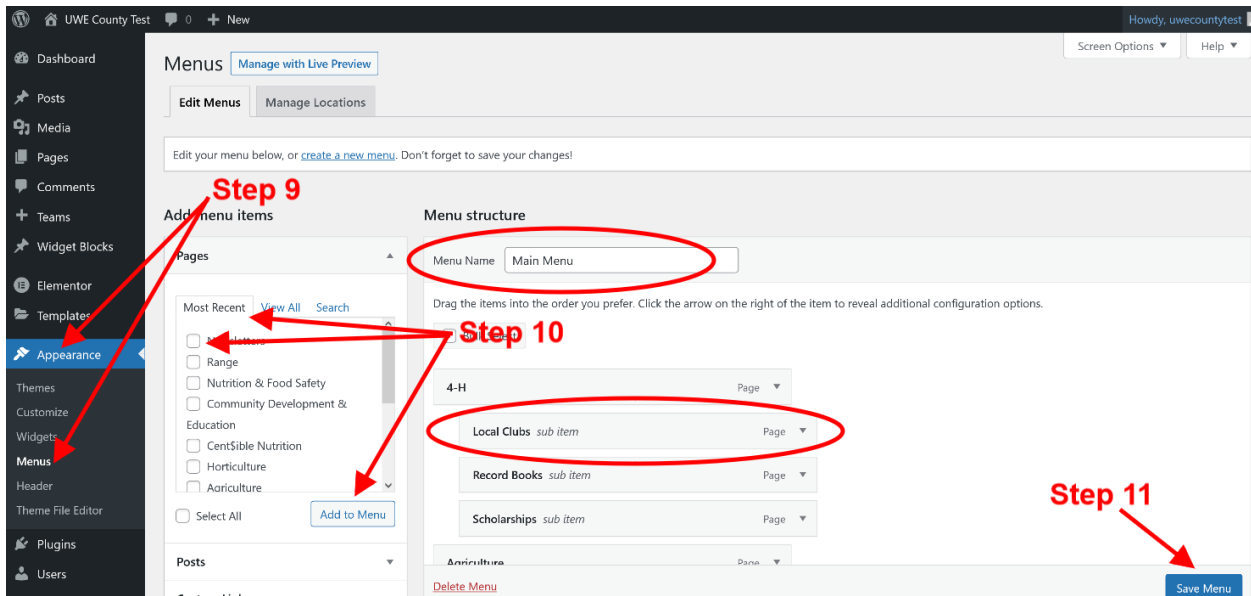 UWE County Test 0 + New Howdy, uwecountytest
Screen Options ▼ Help ▼
Dashboard
Posts
Media
Pages
Comments
Teams
Widget Blocks
Elementor
Templates
Appearance
Themes
Customize
Widgets
Menus
Header
Theme File Editor
Plugins
Users
Menus Manage with Live Preview
Edit Menus Manage Locations
Edit your menu below, or create a new menu. Don't forget to save your changes!
Step 9
Add menu items
Pages
Most Recent View All Search
Newsletters
Range
Nutrition & Food Safety
Community Development &
Education
Cent$ible Nutrition
Horticulture
Agriculture
Select All Add to Menu
Posts
Step 10
Menu structure
Menu Name Main Menu
Drag the items into the order you prefer. Click the arrow on the right of the item to reveal additional configuration options.
4-H Page ▼
Local Clubs sub item Page ▼
Record Books sub item Page ▼
Scholarships sub item Page ▼
Agriculture Page ▼
Step 11
Delete Menu Save Menu